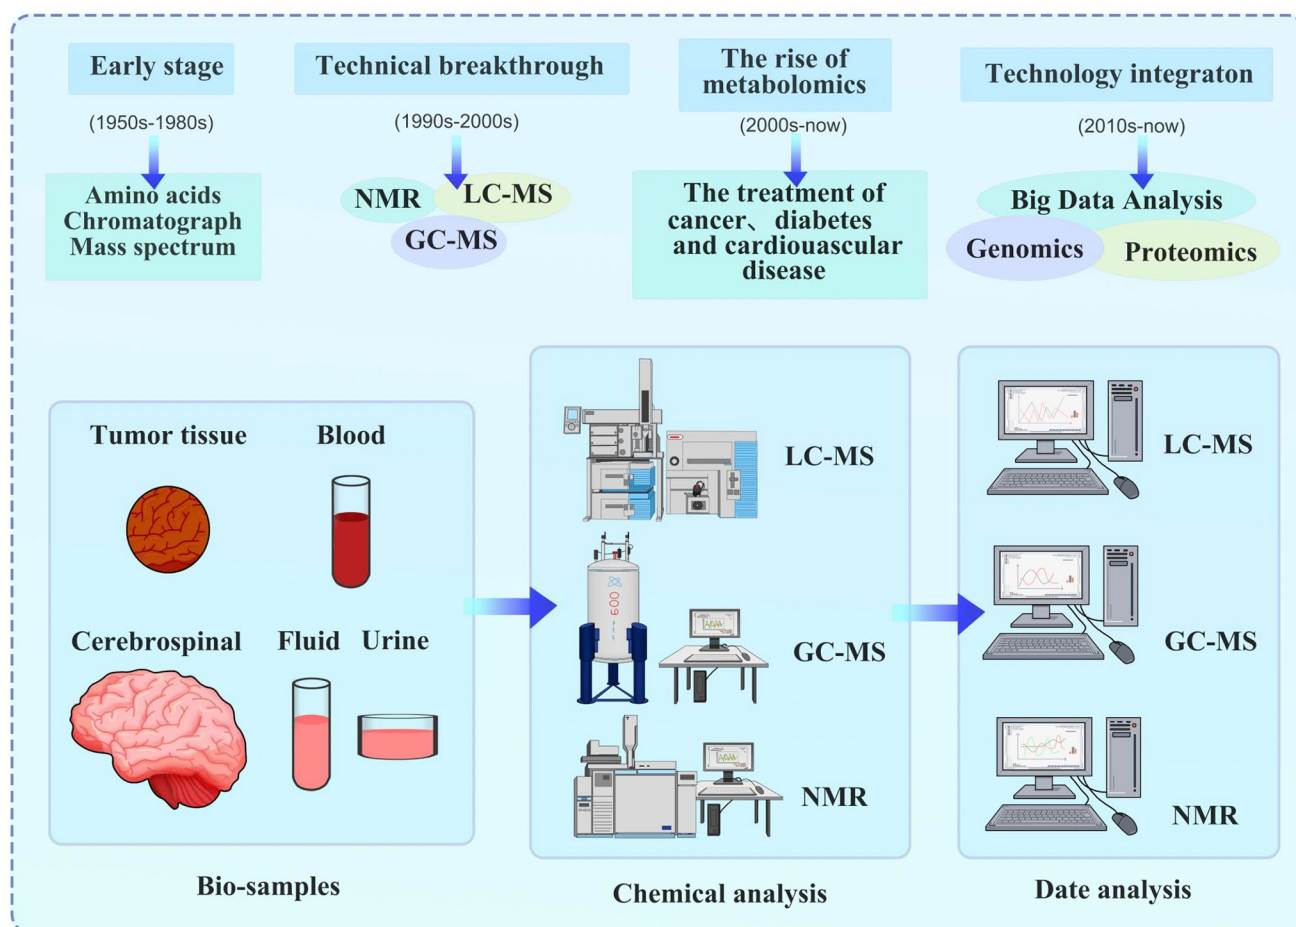 Early stage
(1950s-1980s)
Amino acids
Chromatograph
Mass spectrum
Technical breakthrough
(1990s-2000s)
NMR
LC-MS
GC-MS
The rise of
metabolomics
(2000s-now)
The treatment of
cancer、diabetes
and cardiouascular
disease
Technology integraton
(2010s-now)
Big Data Analysis
Genomics
Proteomics
Tumor tissue
Blood
Cerebrospinal
Fluid
Urine
Bio-samples
LC-MS
600
GC-MS
NMR
Chemical analysis
LC-MS
GC-MS
NMR
Date analysis